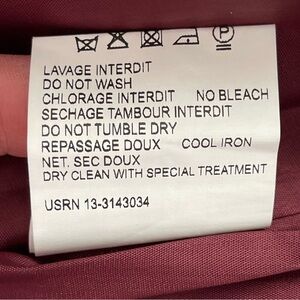 P
LAVAGE INTERDIT
DO NOT WASH
CHLORAGE INTERDIT NO BLEACH
SECHAGE TAMBOUR INTERDIT
DO NOT TUMBLE DRY
REPASSAGE DOUX COOL IRON
NET. SEC DOUX
DRY CLEAN WITH SPECIAL TREATMENT
USRN 13-3143034